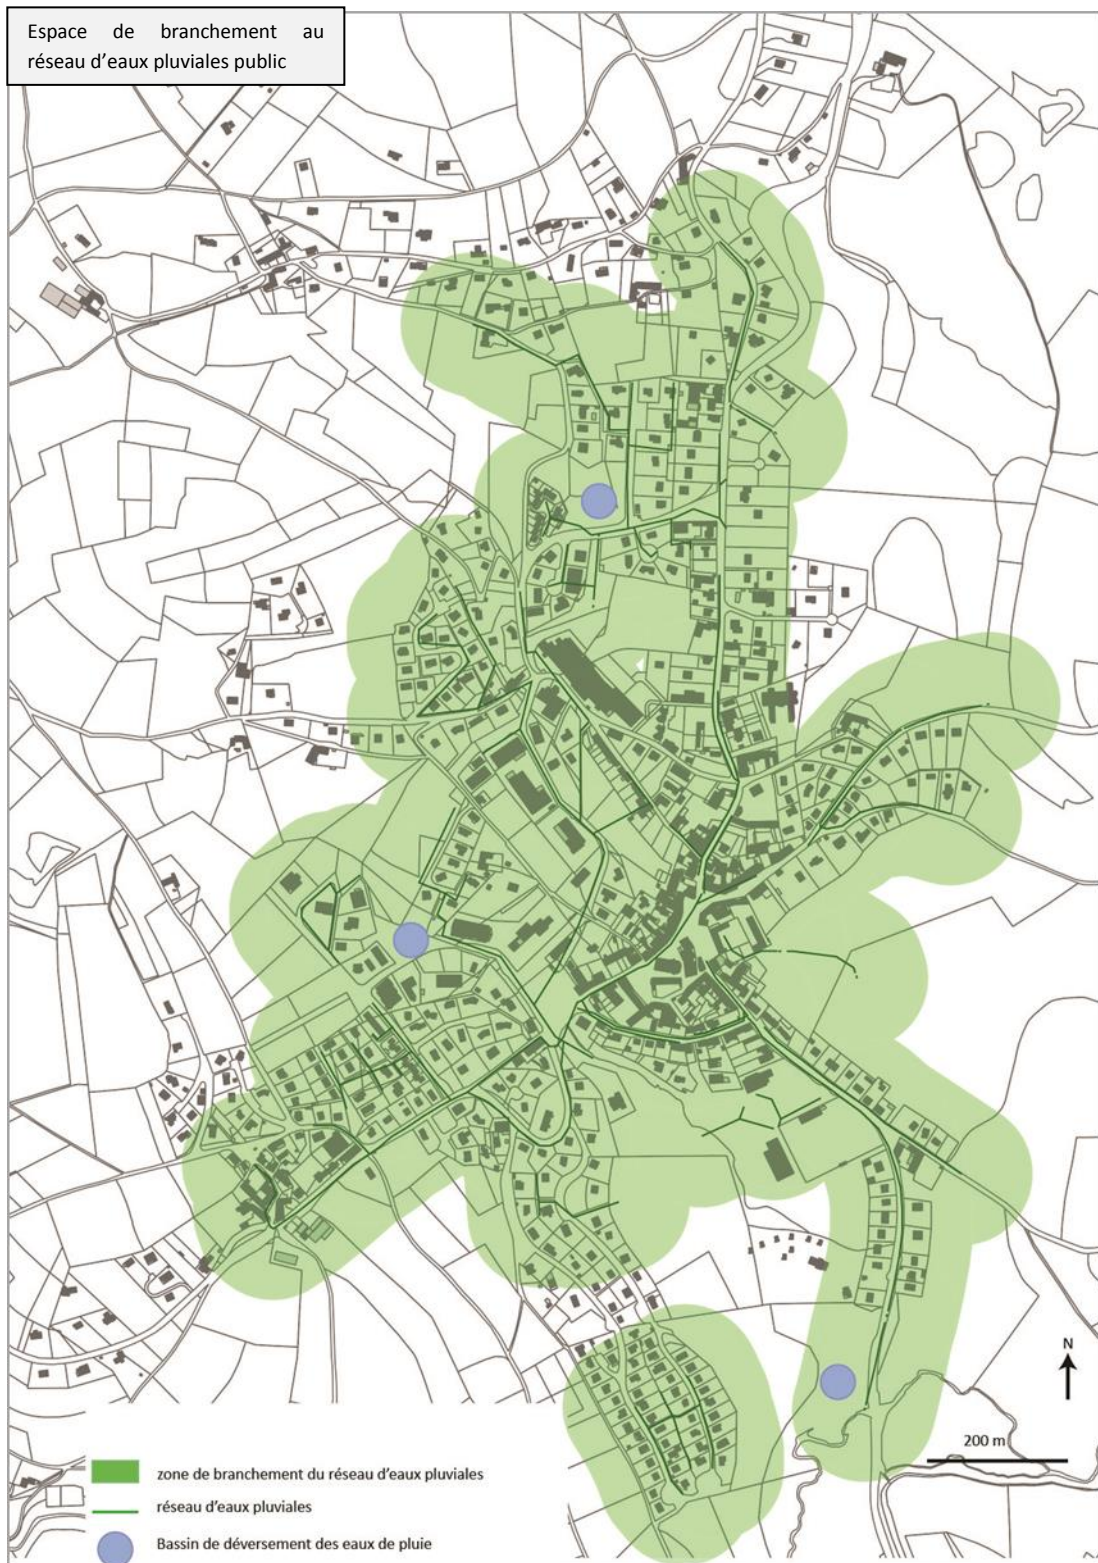 Espace de branchement au
réseau d'eaux pluviales public
N
200 m
zone de branchement du réseau d'eaux pluviales
réseau d'eaux pluviales
Bassin de déversement des eaux de pluie